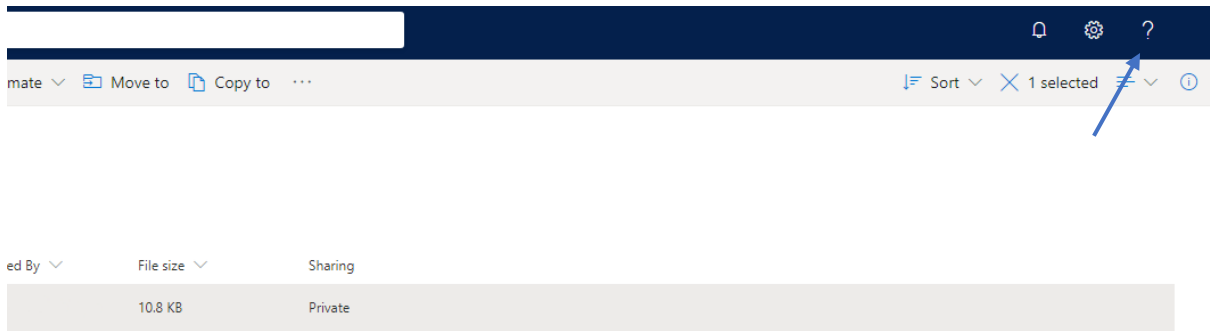 ?
mate Move to Copy to ··· Sort 1 selected
ed By File size Sharing
10.8 KB Private